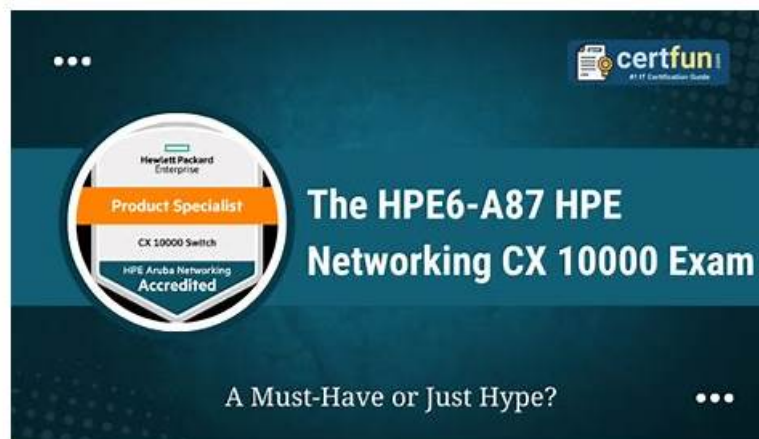 certfun.com
#1 IT Certification Guide
Hewlett Packard
Enterprise
Product Specialist
CX 10000 Switch
HPE Aruba Networking
Accredited
The HPE6-A87 HPE
Networking CX 10000 Exam
A Must-Have or Just Hype?